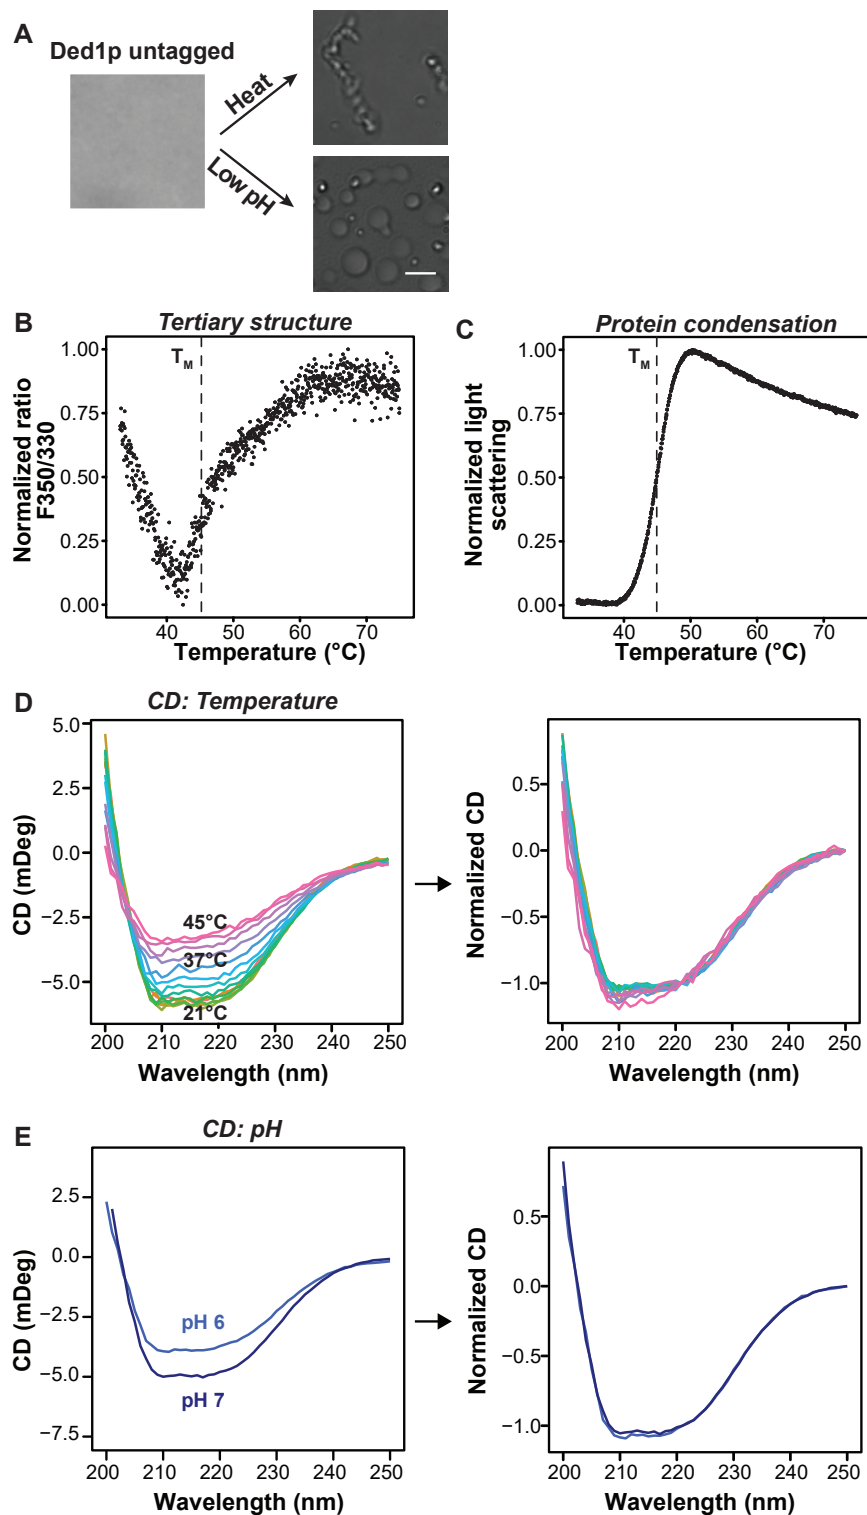 A
Ded1p untagged
Heat
Low pH
B
Tertiary structure
T_M
1.00
0.75
0.50
0.25
0.00
Normalized ratio
F350/330
40
50
60
70
Temperature (°C)
C
Protein condensation
T_M
1.00
0.75
0.50
0.25
0.00
Normalized light
scattering
40
50
60
70
Temperature (°C)
D
CD: Temperature
5.0
2.5
0.0
−2.5
−5.0
CD (mDeg)
45°C
37°C
21°C
200
210
220
230
240
250
Wavelength (nm)
0.5
0.0
−0.5
−1.0
Normalized CD
200
210
220
230
240
250
Wavelength (nm)
E
CD: pH
2.5
0.0
−2.5
−5.0
−7.5
CD (mDeg)
pH 6
pH 7
200
210
220
230
240
250
Wavelength (nm)
0.5
0.0
−0.5
−1.0
Normalized CD
200
210
220
230
240
250
Wavelength (nm)